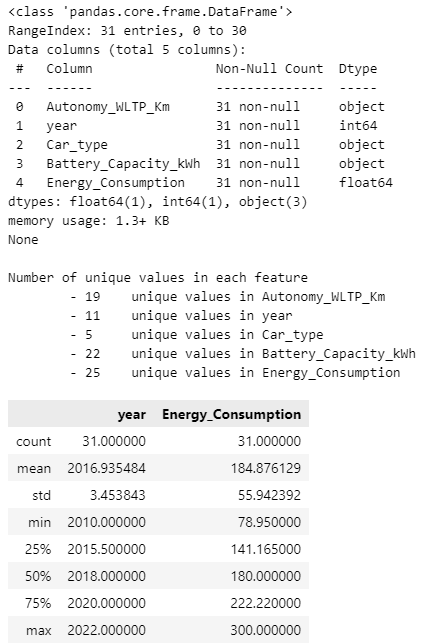 <class 'pandas.core.frame.DataFrame'>
RangeIndex: 31 entries, 0 to 30
Data columns (total 5 columns):
 #   Column                Non-Null Count  Dtype
---  ------                --------------  -----
 0   Autonomy_WLTP_Km      31 non-null     object
 1   year                  31 non-null     int64
 2   Car_type              31 non-null     object
 3   Battery_Capacity_kWh  31 non-null     object
 4   Energy_Consumption    31 non-null     float64
dtypes: float64(1), int64(1), object(3)
memory usage: 1.3+ KB
None
Number of unique values in each feature
- 19    unique values in Autonomy_WLTP_Km
- 11    unique values in year
- 5     unique values in Car_type
- 22    unique values in Battery_Capacity_kWh
- 25    unique values in Energy_Consumption
year Energy_Consumption
count 31.000000 31.000000
mean 2016.935484 184.876129
std 3.453843 55.942392
min 2010.000000 78.950000
25% 2015.500000 141.165000
50% 2018.000000 180.000000
75% 2020.000000 222.220000
max 2022.000000 300.000000